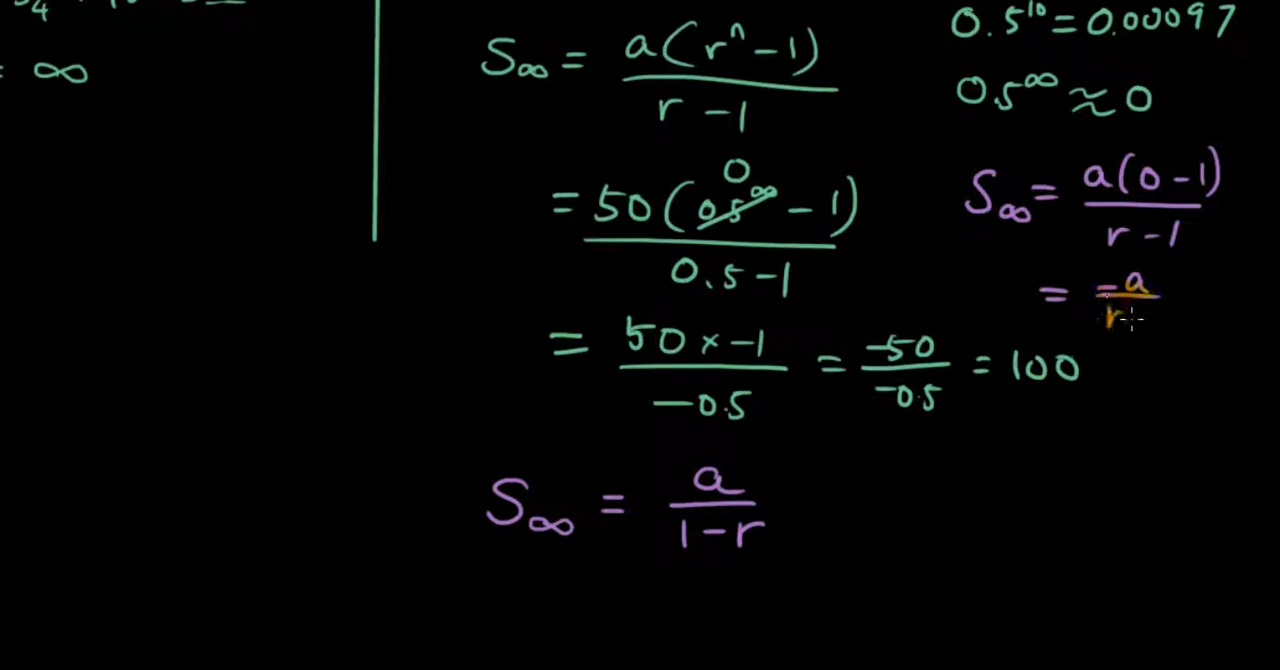 = ∞
S∞ = a(rⁿ - 1) / r - 1
= 50(0.5^∞ - 1) / 0.5 - 1
0
= 50 × -1 / -0.5 = -50 / -0.5 = 100
S∞ = a / 1 - r
0.5¹⁰ = 0.00097
0.5^∞ ≈ 0
S∞ = a(0 - 1) / r - 1
= -a / r